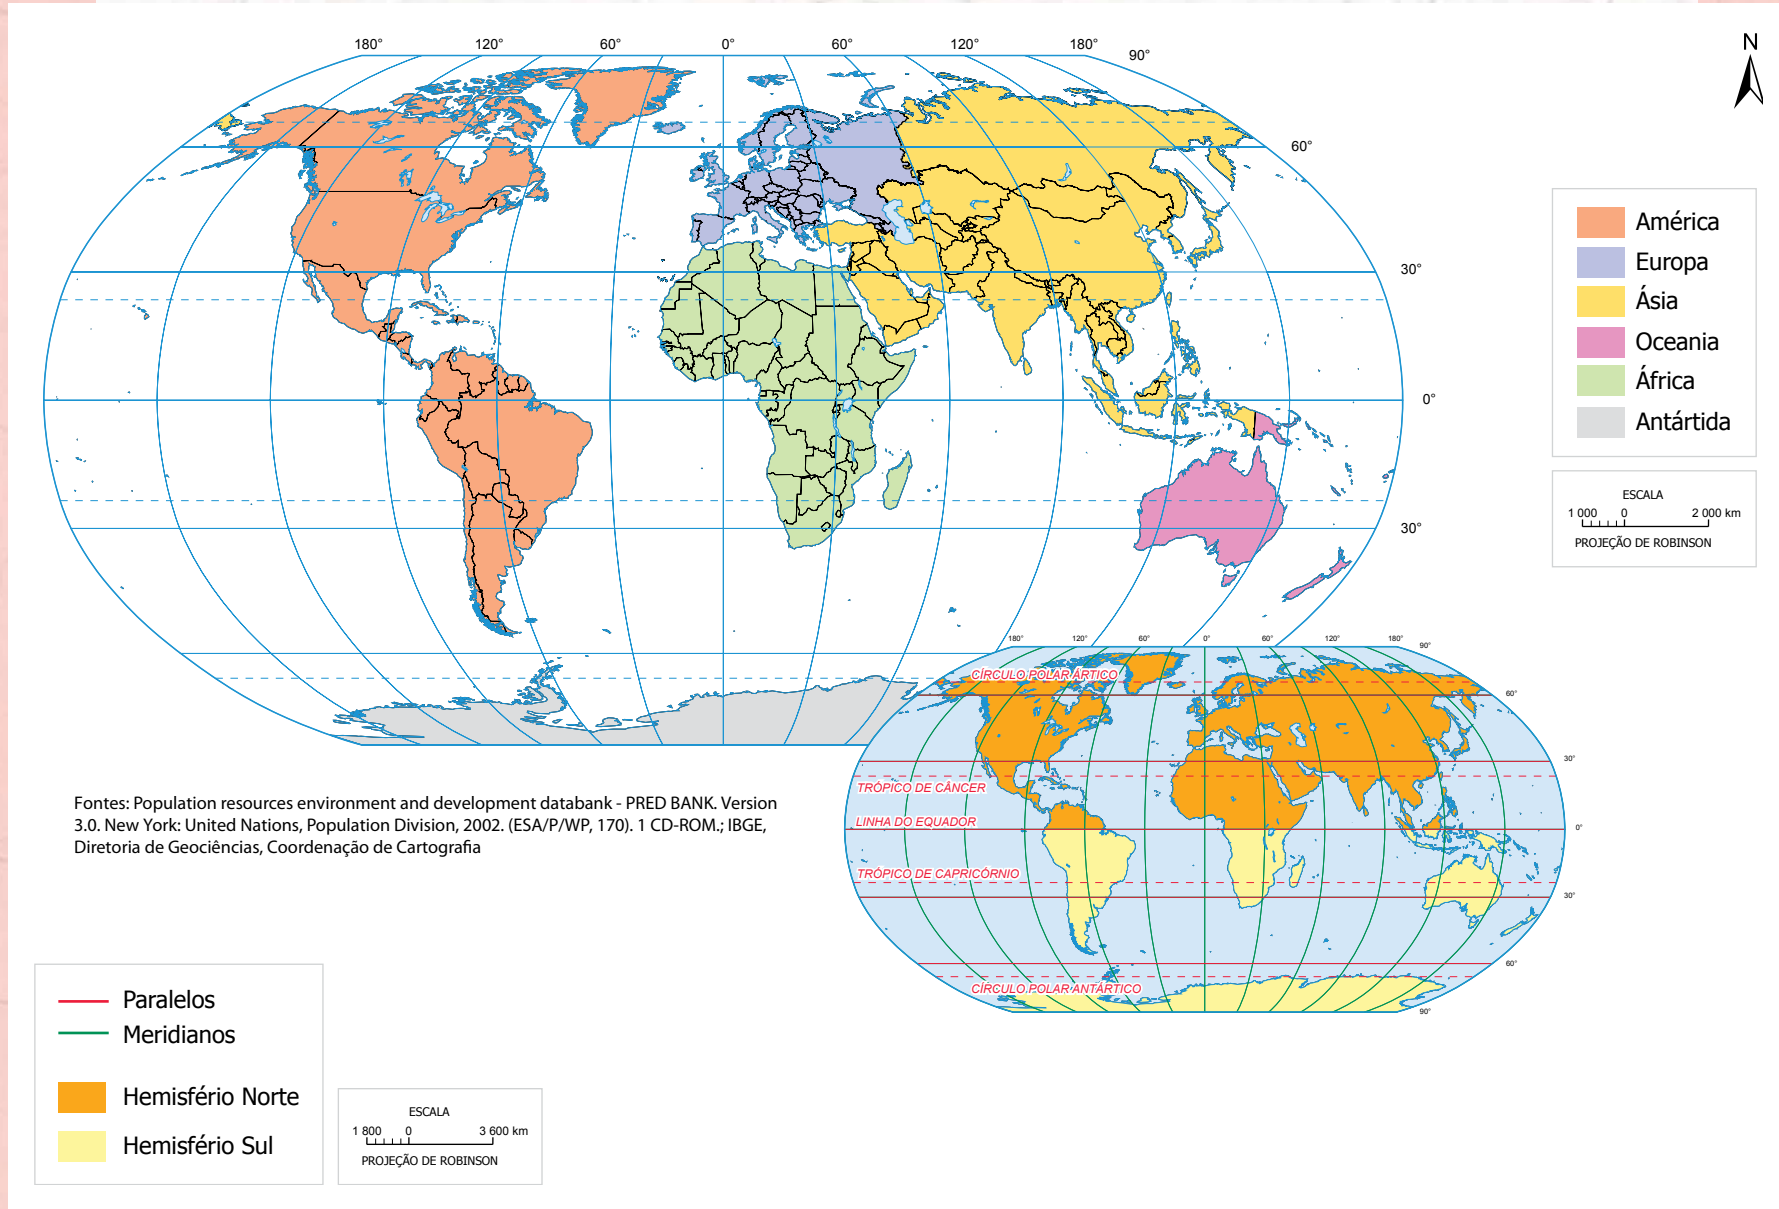 180° 120° 60° 0° 60° 120° 180° 90°
N
60°
30°
0°
30°
América
Europa
Ásia
Oceania
África
Antártida
ESCALA
1 000 0 2 000 km
PROJEÇÃO DE ROBINSON
180° 120° 60° 0° 60° 120° 180° 90°
CÍRCULO POLAR ÁRTICO
60°
30°
TRÓPICO DE CÂNCER
LINHA DO EQUADOR
0°
TRÓPICO DE CAPRICÓRNIO
30°
60°
CÍRCULO POLAR ANTÁRTICO
90°
Fontes: Population resources environment and development databank - PRED BANK. Version
3.0. New York: United Nations, Population Division, 2002. (ESA/P/WP, 170). 1 CD-ROM.; IBGE,
Diretoria de Geociências, Coordenação de Cartografia
Paralelos
Meridianos
Hemisfério Norte
Hemisfério Sul
ESCALA
1 800 0 3 600 km
PROJEÇÃO DE ROBINSON